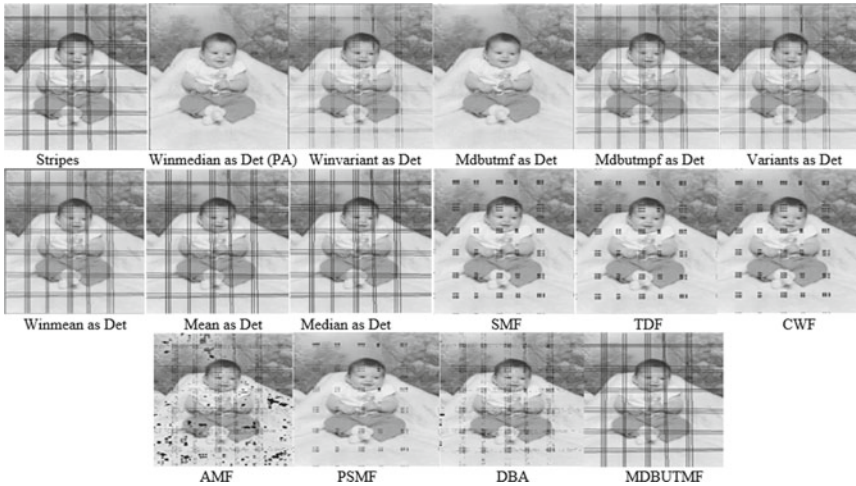 Stripes Winmedian as Det (PA) Winvariant as Det Mdbutmf as Det Mdbutmpf as Det Variants as Det
Winmean as Det Mean as Det Median as Det SMF TDF CWF
AMF PSMF DBA MDBUTMF